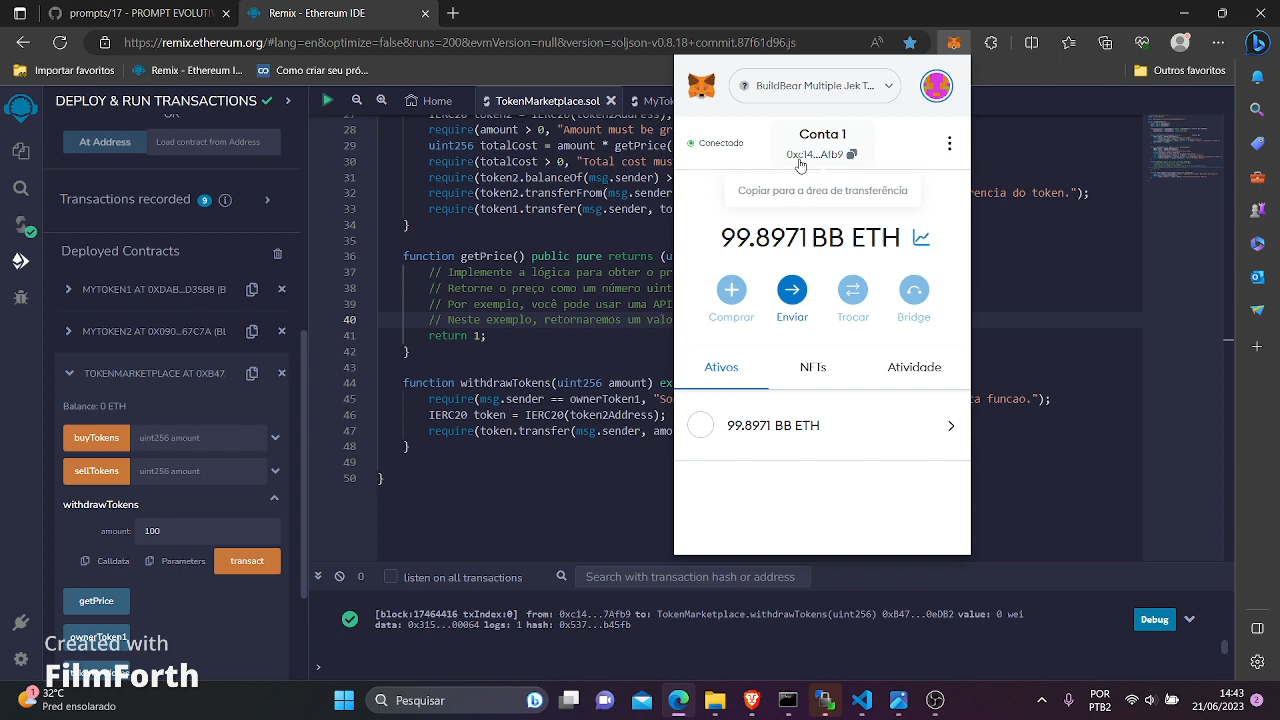 17 - PROMPT EVOLUTI
Remix - Ethereum IDE
https://remix.ethereum.org/#lang=en&optimize=false&runs=200&evmVersion=null&version=soljson-v0.8.18+commit.87f61d96.js
Importar favoritos
Remix - Ethereum I...
Como criar seu pró...
Outros favoritos
DEPLOY & RUN TRANSACTIONS
OR
At Address
Load contract from Address
Transactions recorded 9
Deployed Contracts
MYTOKEN1 AT 0XDAB...D35B8 (B
MYTOKEN2 AT 0X090...67C7A (B
TOKENMARKETPLACE AT 0XB47.
Balance: 0 ETH
buyTokens
uint256 amount
sellTokens
uint256 amount
withdrawTokens
amount:
100
Calldata
Parameters
transact
getPrice
ownerToken1
Home
TokenMarketplace.sol
28
29 require(amount > 0, "Amount must be gr
30 uint256 totalCost = amount * getPrice(
31 require(totalCost > 0, "Total cost mus
32 require(token2.balanceOf(msg.sender) >
33 require(token2.transferFrom(msg.sender, rencia do token.");
require(token1.transfer(msg.sender, to
34 }
35
36 function getPrice() public pure returns (u
37 // Implemente a lógica para obter o pr
38 // Retorne o preço como um número uint
39 // Por exemplo, você pode usar uma API
40 // Neste exemplo, retornaremos um valo
41 return 1;
42 }
43
44 function withdrawTokens(uint256 amount) ex
45 require(msg.sender == ownerToken1, "So ta funcao.");
46 IERC20 token = IERC20(token2Address);
47 require(token.transfer(msg.sender, amo
48 }
49
50 }
BuildBear Multiple Jek T...
Conectado
Conta 1
0xc14...Afb9
Copiar para a área de transferência
99.8971 BB ETH
Comprar
Enviar
Trocar
Bridge
Ativos
NFTs
Atividade
99.8971 BB ETH
0
listen on all transactions
Search with transaction hash or address
[block:17464416 txIndex:0] from: 0xc14...7Afb9 to: TokenMarketplace.withdrawTokens(uint256) 0xB47...0eDB2 value: 0 wei
data: 0x315...00064 logs: 1 hash: 0x537...b45fb
Debug
>
Created with
FilmForth
1
32°C
Pred ensolarado
Pesquisar
POR
PTB2
14:43
21/06/2023
2